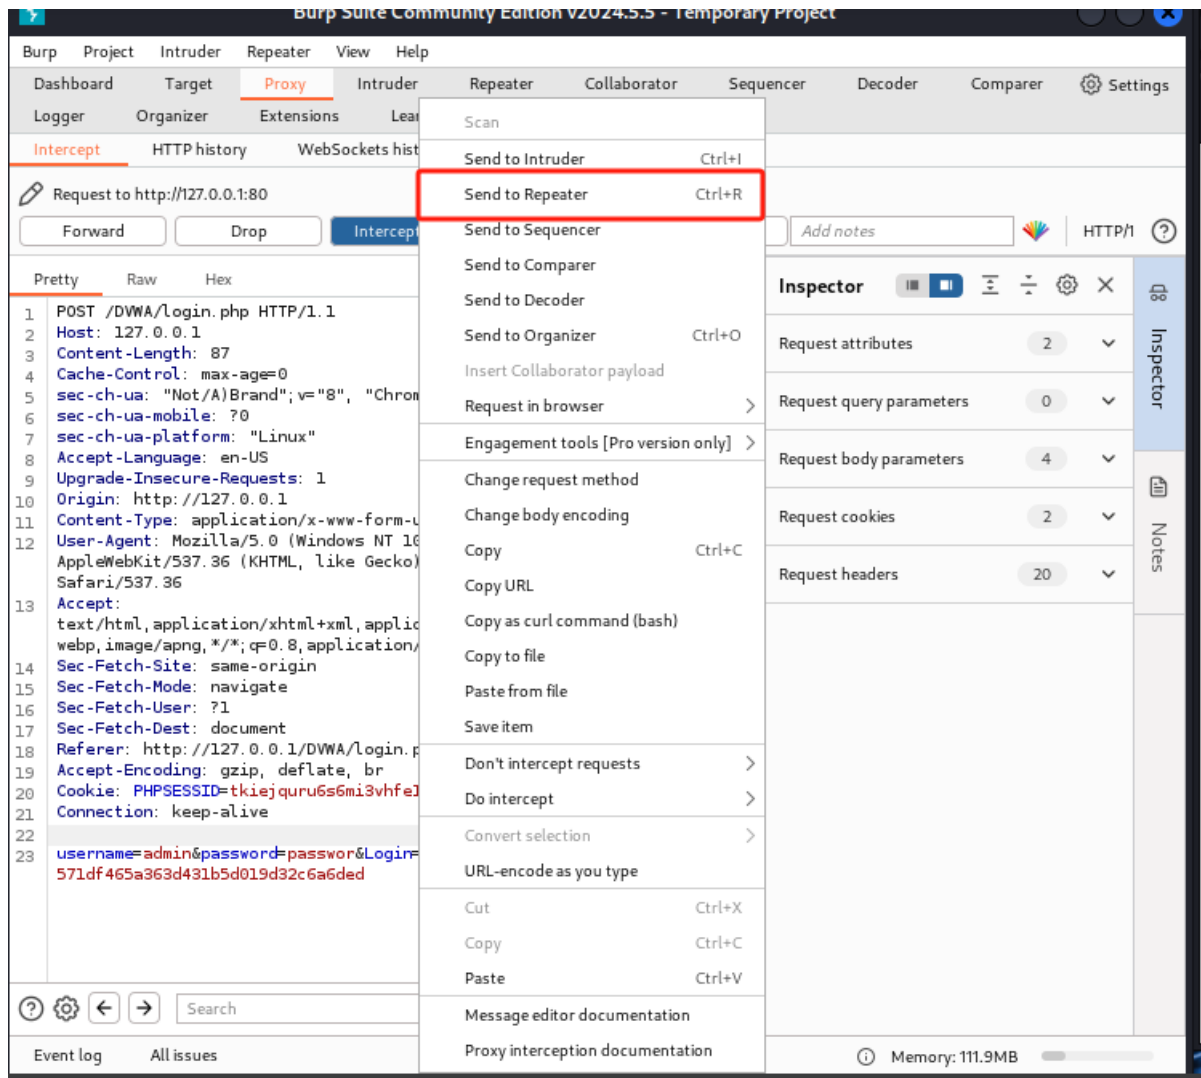 Burp Suite Community Edition v2024.5.5 - Temporary Project
Burp Project Intruder Repeater View Help
Dashboard Target Proxy Intruder Repeater Collaborator Sequencer Decoder Comparer Settings
Logger Organizer Extensions Lear
Intercept HTTP history WebSockets hist
Request to http://127.0.0.1:80
Forward Drop Intercept Add notes HTTP/1
Pretty Raw Hex
1 POST /DVWA/login.php HTTP/1.1
2 Host: 127.0.0.1
3 Content-Length: 87
4 Cache-Control: max-age=0
5 sec-ch-ua: "Not/A)Brand";v="8", "Chrom
6 sec-ch-ua-mobile: ?0
7 sec-ch-ua-platform: "Linux"
8 Accept-Language: en-US
9 Upgrade-Insecure-Requests: 1
10 Origin: http://127.0.0.1
11 Content-Type: application/x-www-form-u
12 User-Agent: Mozilla/5.0 (Windows NT 10
AppleWebKit/537.36 (KHTML, like Gecko)
Safari/537.36
13 Accept:
text/html,application/xhtml+xml,applic
webp,image/apng,*/*;q=0.8,application/
14 Sec-Fetch-Site: same-origin
15 Sec-Fetch-Mode: navigate
16 Sec-Fetch-User: ?1
17 Sec-Fetch-Dest: document
18 Referer: http://127.0.0.1/DVWA/login.p
19 Accept-Encoding: gzip, deflate, br
20 Cookie: PHPSESSID=tkiejquru6s6mi3vhfel
21 Connection: keep-alive
22
23 username=admin&password=passwor&Login=
571df465a363d431b5d019d32c6a6ded
Scan
Send to Intruder Ctrl+I
Send to Repeater Ctrl+R
Send to Sequencer
Send to Comparer
Send to Decoder
Send to Organizer Ctrl+O
Insert Collaborator payload
Request in browser
Engagement tools [Pro version only]
Change request method
Change body encoding
Copy Ctrl+C
Copy URL
Copy as curl command (bash)
Copy to file
Paste from file
Save item
Don't intercept requests
Do intercept
Convert selection
URL-encode as you type
Cut Ctrl+X
Copy Ctrl+C
Paste Ctrl+V
Message editor documentation
Proxy interception documentation
Inspector
Request attributes 2
Request query parameters 0
Request body parameters 4
Request cookies 2
Request headers 20
Inspector
Notes
Search
Event log All issues Memory: 111.9MB